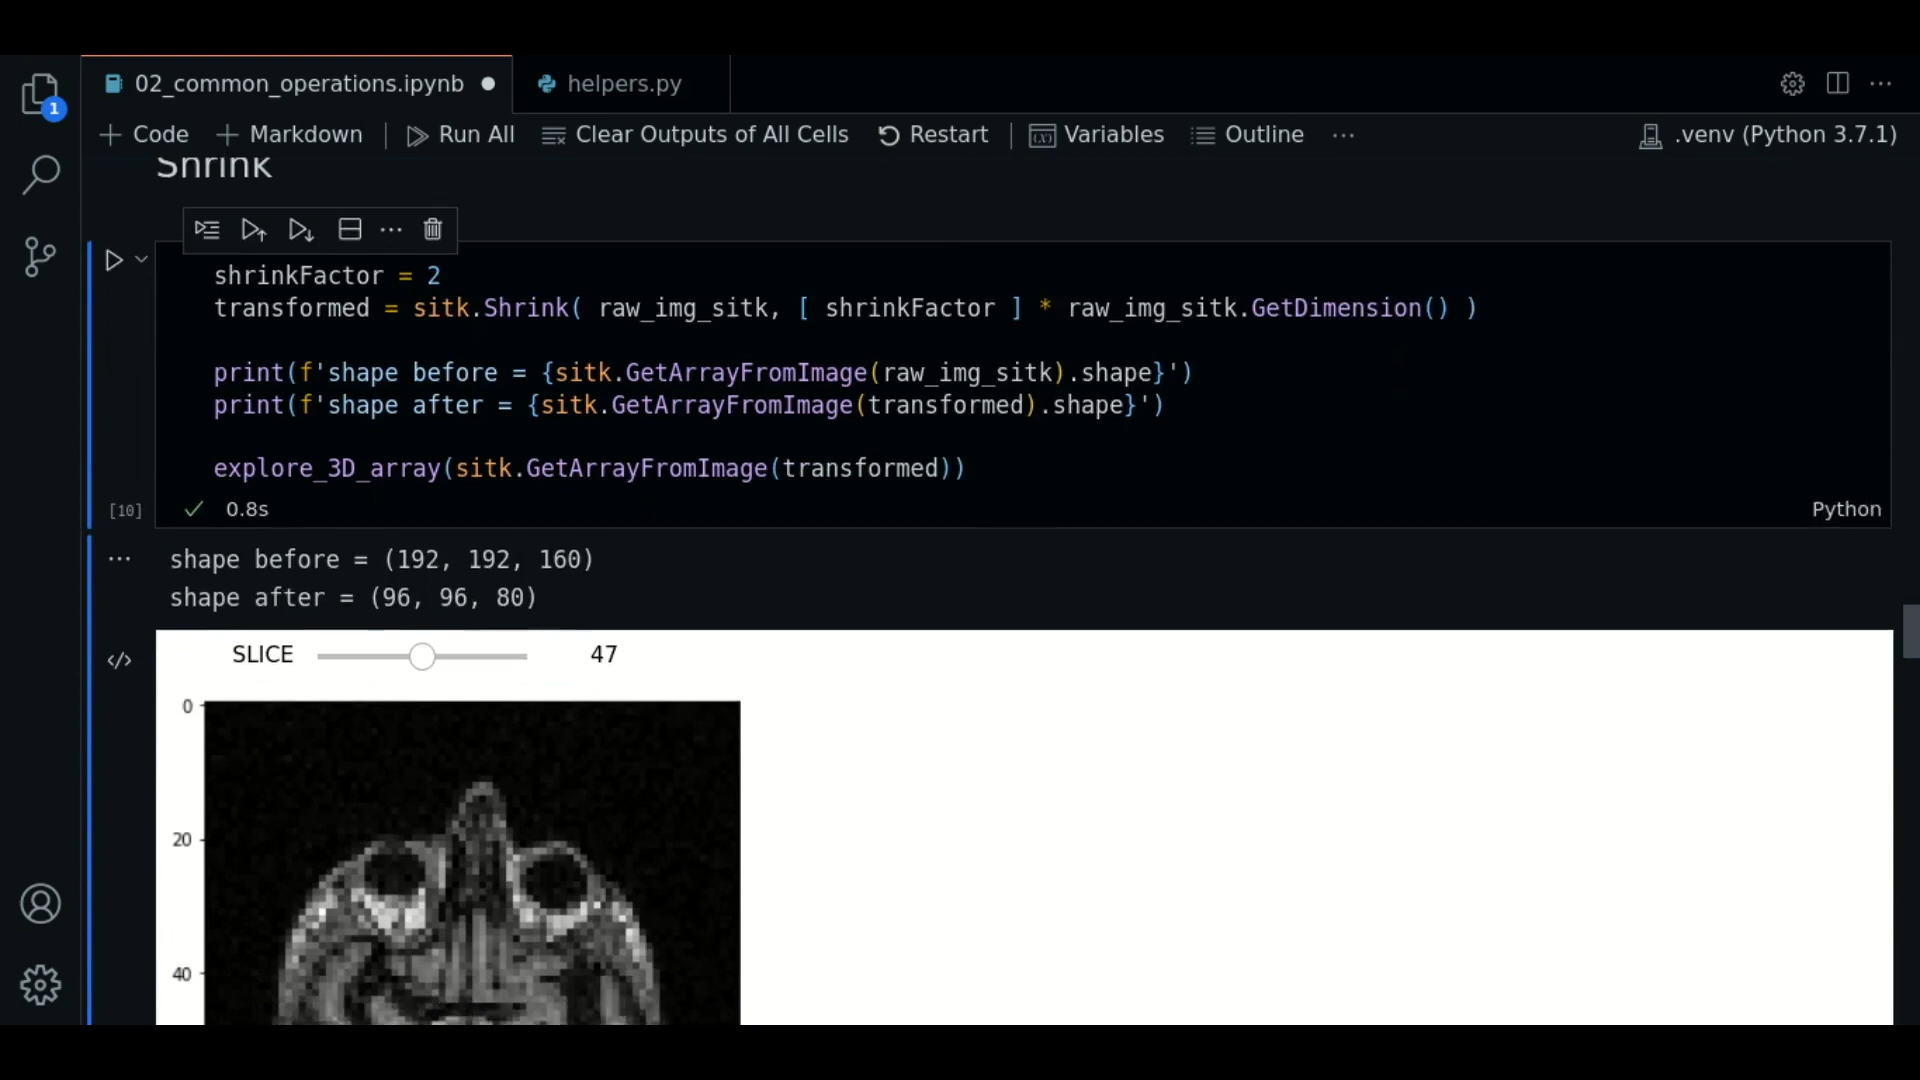 02_common_operations.ipynb
helpers.py
1
Code
Markdown
Run All
Clear Outputs of All Cells
Restart
Variables
Outline
.venv (Python 3.7.1)
Shrink
shrinkFactor = 2
transformed = sitk.Shrink( raw_img_sitk, [ shrinkFactor ] * raw_img_sitk.GetDimension() )
print(f'shape before = {sitk.GetArrayFromImage(raw_img_sitk).shape}')
print(f'shape after = {sitk.GetArrayFromImage(transformed).shape}')
explore_3D_array(sitk.GetArrayFromImage(transformed))
[10]
0.8s
Python
shape before = (192, 192, 160)
shape after = (96, 96, 80)
SLICE 47
0
20
40